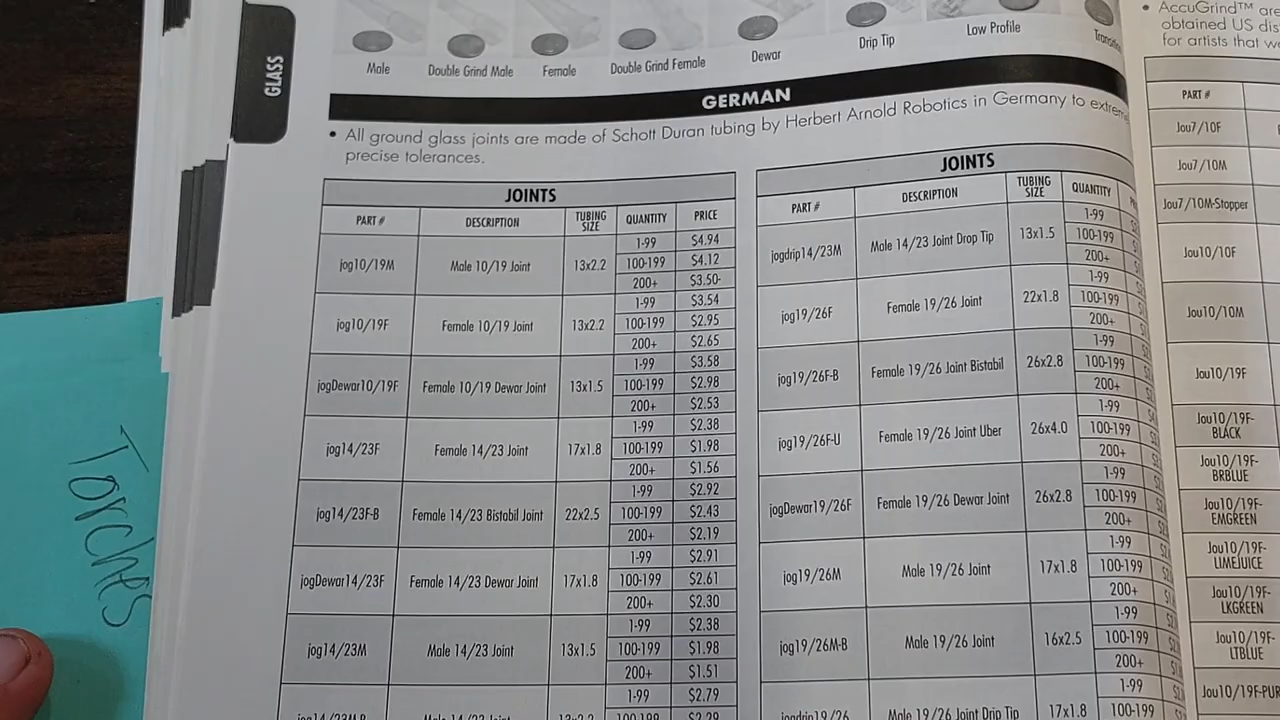 GLASS
Male
Double Grind Male
Female
Double Grind Female
Dewar
Drip Tip
Low Profile
GERMAN
• All ground glass joints are made of Schott Duran tubing by Herbert Arnold Robotics in Germany to
precise tolerances.
JOINTS
PART # DESCRIPTION TUBING SIZE QUANTITY PRICE
jog10/19M Male 10/19 Joint 13x2.2 1-99 $4.94
100-199 $4.12
200+ $3.50
jog10/19F Female 10/19 Joint 13x2.2 1-99 $3.54
100-199 $2.95
200+ $2.65
jogDewar10/19F Female 10/19 Dewar Joint 13x1.5 1-99 $3.58
100-199 $2.98
200+ $2.53
jog14/23F Female 14/23 Joint 17x1.8 1-99 $2.38
100-199 $1.98
200+ $1.56
jog14/23F-B Female 14/23 Bistabil Joint 22x2.5 1-99 $2.92
100-199 $2.43
200+ $2.19
jogDewar14/23F Female 14/23 Dewar Joint 17x1.8 1-99 $2.91
100-199 $2.61
200+ $2.30
jog14/23M Male 14/23 Joint 13x1.5 1-99 $2.38
100-199 $1.98
200+ $1.51
1-99 $2.79
JOINTS
PART # DESCRIPTION TUBING SIZE QUANTITY
jogdrip14/23M Male 14/23 Joint Drop Tip 13x1.5 1-99
100-199
200+
jog19/26F Female 19/26 Joint 22x1.8 1-99
100-199
200+
jog19/26F-B Female 19/26 Joint Bistabil 26x2.8 1-99
100-199
200+
jog19/26F-U Female 19/26 Joint Uber 26x4.0 1-99
100-199
200+
jogDewar19/26F Female 19/26 Dewar Joint 26x2.8 1-99
100-199
200+
jog19/26M Male 19/26 Joint 17x1.8 1-99
100-199
200+
jog19/26M-B Male 19/26 Joint 16x2.5 1-99
100-199
200+
Male 19/26 Joint Drip Tip 17x1.8 1-99
100-199
• AccuGrind™ are
obtained US dis
for artists that
PART #
Jou7/10F
Jou7/10M
Jou7/10M-Stopper
Jou10/10F
Jou10/10M
Jou10/19F
Jou10/19F-
BLACK
Jou10/19F-
BRBLUE
Jou10/19F-
EMGREEN
Jou10/19F-
LIMEJUICE
Jou10/19F-
LKGREEN
Jou10/19F-
LTBLUE
Jou10/19F-PUR
Torches